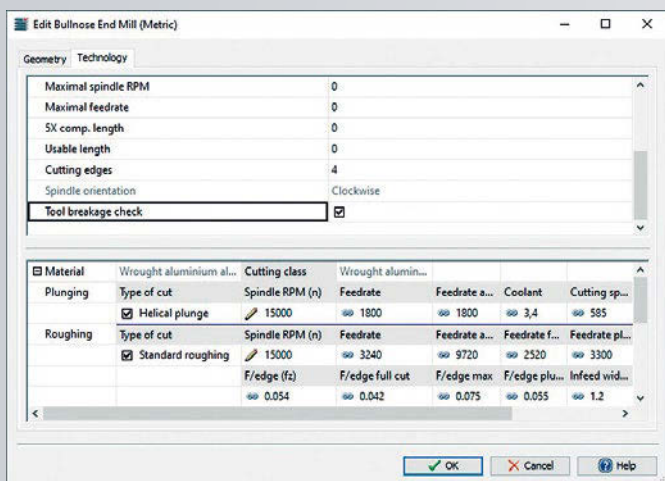 Edit Bullnose End Mill (Metric)
Geometry Technology
Maximal spindle RPM 0
Maximal feedrate 0
5X comp. length 0
Usable length 0
Cutting edges 4
Spindle orientation Clockwise
Tool breakage check
Material Wrought aluminium al... Cutting class Wrought alumin...
Plunging Type of cut Spindle RPM (n) Feedrate Feedrate a... Coolant Cutting sp...
Helical plunge 15000 1800 1800 3,4 585
Roughing Type of cut Spindle RPM (n) Feedrate Feedrate a... Feedrate f... Feedrate pl...
Standard roughing 15000 3240 9720 2520 3300
F/edge (fz) F/edge full cut F/edge max F/edge plu... Infeed wid...
0.054 0.042 0.075 0.055 1.2
OK Cancel Help